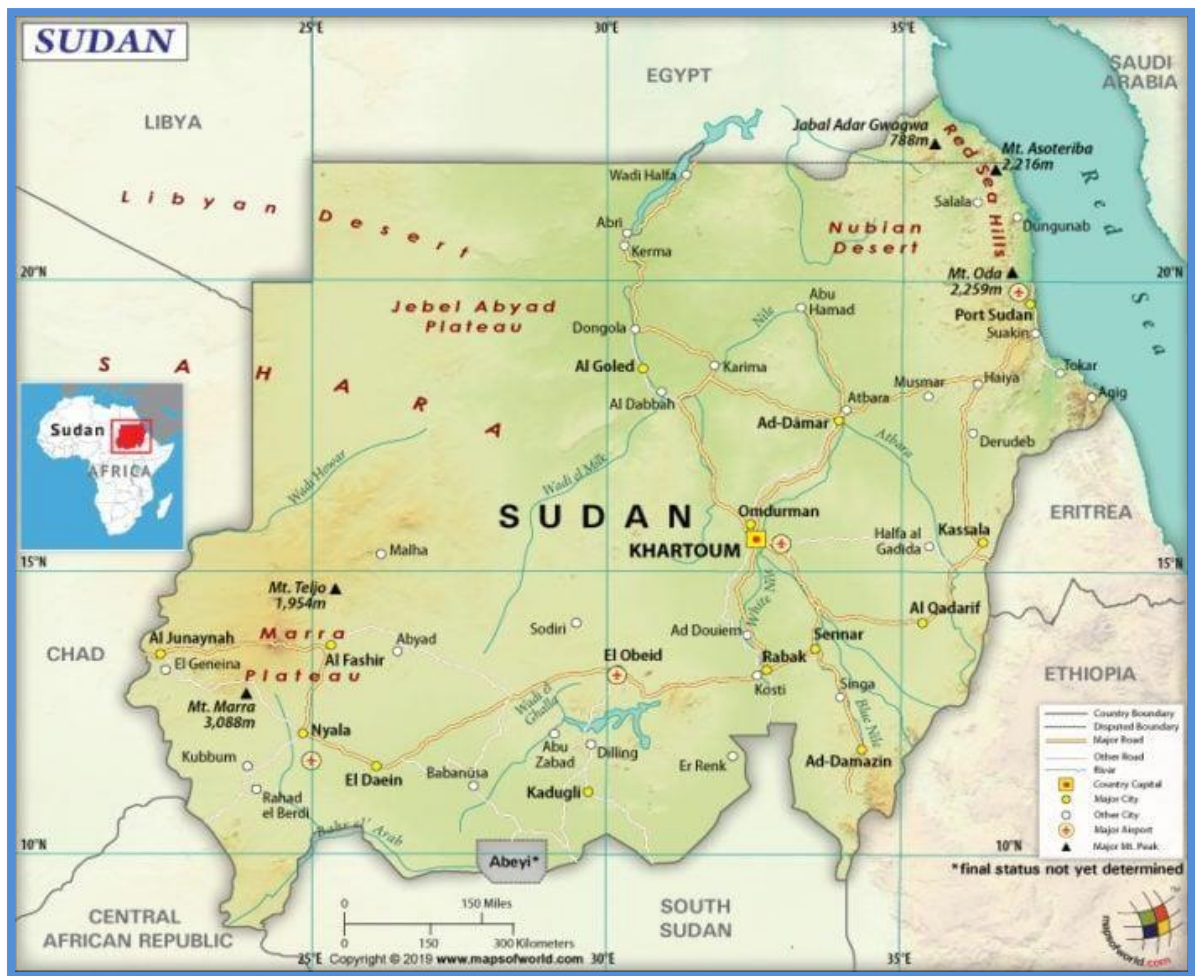 SUDAN
25°E
30°E
35°E
SAUDI
ARABIA
EGYPT
LIBYA
Jabal Adar Gwagwa
788m
Red Sea Hills
Mt. Asoteriba
2,216m
Red Sea
Wadi Halfa
Libyan Desert
Salala
Dungunab
Abri
Kerma
Nubian
Desert
20°N
Mt. Oda
2,259m
20°N
Jebel Abyad
Plateau
Abu
Hamad
Nile
Port Sudan
Suakin
Dongola
SAHARA
Al Goled
Karima
Tokar
Musmar
Haiya
Agig
Al Dabbah
Atbara
Ad-Damar
Sudan
AFRICA
Atbara
Derudeb
Wadi Howar
Wadi el Milk
SUDAN
Omdurman
KHARTOUM
Halfa al
Gadida
Kassala
ERITREA
Malha
15°N
15°N
Mt. Teljo
1,954m
White Nile
Al Qadarif
Al Junaynah
Marra
Plateau
Abyad
Sodiri
Ad Douiem
Sennar
CHAD
El Geneina
Al Fashir
El Obeid
Rabak
ETHIOPIA
Mt. Marra
3,088m
Wadi el
Ghalla
Kosti
Singa
Blue Nile
Nyala
Kubbum
Abu
Zabad
Dilling
Er Renk
Ad-Damazin
El Daein
Babanusa
Kadugli
Rahad
el Berdi
Bahr el' Arab
Country Boundary
Disputed Boundary
Major Road
Other Road
River
Country Capital
Major City
Other City
Major Airport
Major Mt. Peak
10°N
10°N
Abeyi*
*final status not yet determined
0
150 Miles
0
150
300 Kilometers
CENTRAL
AFRICAN REPUBLIC
SOUTH
SUDAN
25°E
Copyright © 2019 www.mapsofworld.com
30°E
35°E
mapsofworld.com